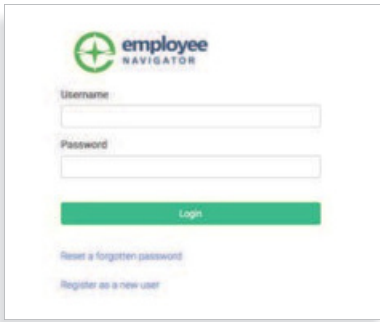 employee
NAVIGATOR
Username
Password
Login
Reset a forgotten password
Register as a new user